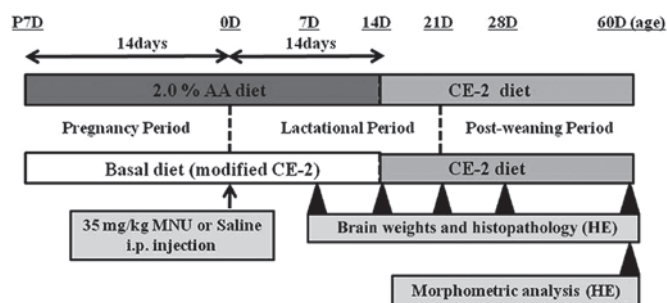 P7D 0D 7D 14D 21D 28D 60D (age)
14days 14days
2.0 % AA diet CE-2 diet
Pregnancy Period Lactational Period Post-weaning Period
Basal diet (modified CE-2) CE-2 diet
35 mg/kg MNU or Saline
i.p. injection
Brain weights and histopathology (HE)
Morphometric analysis (HE)